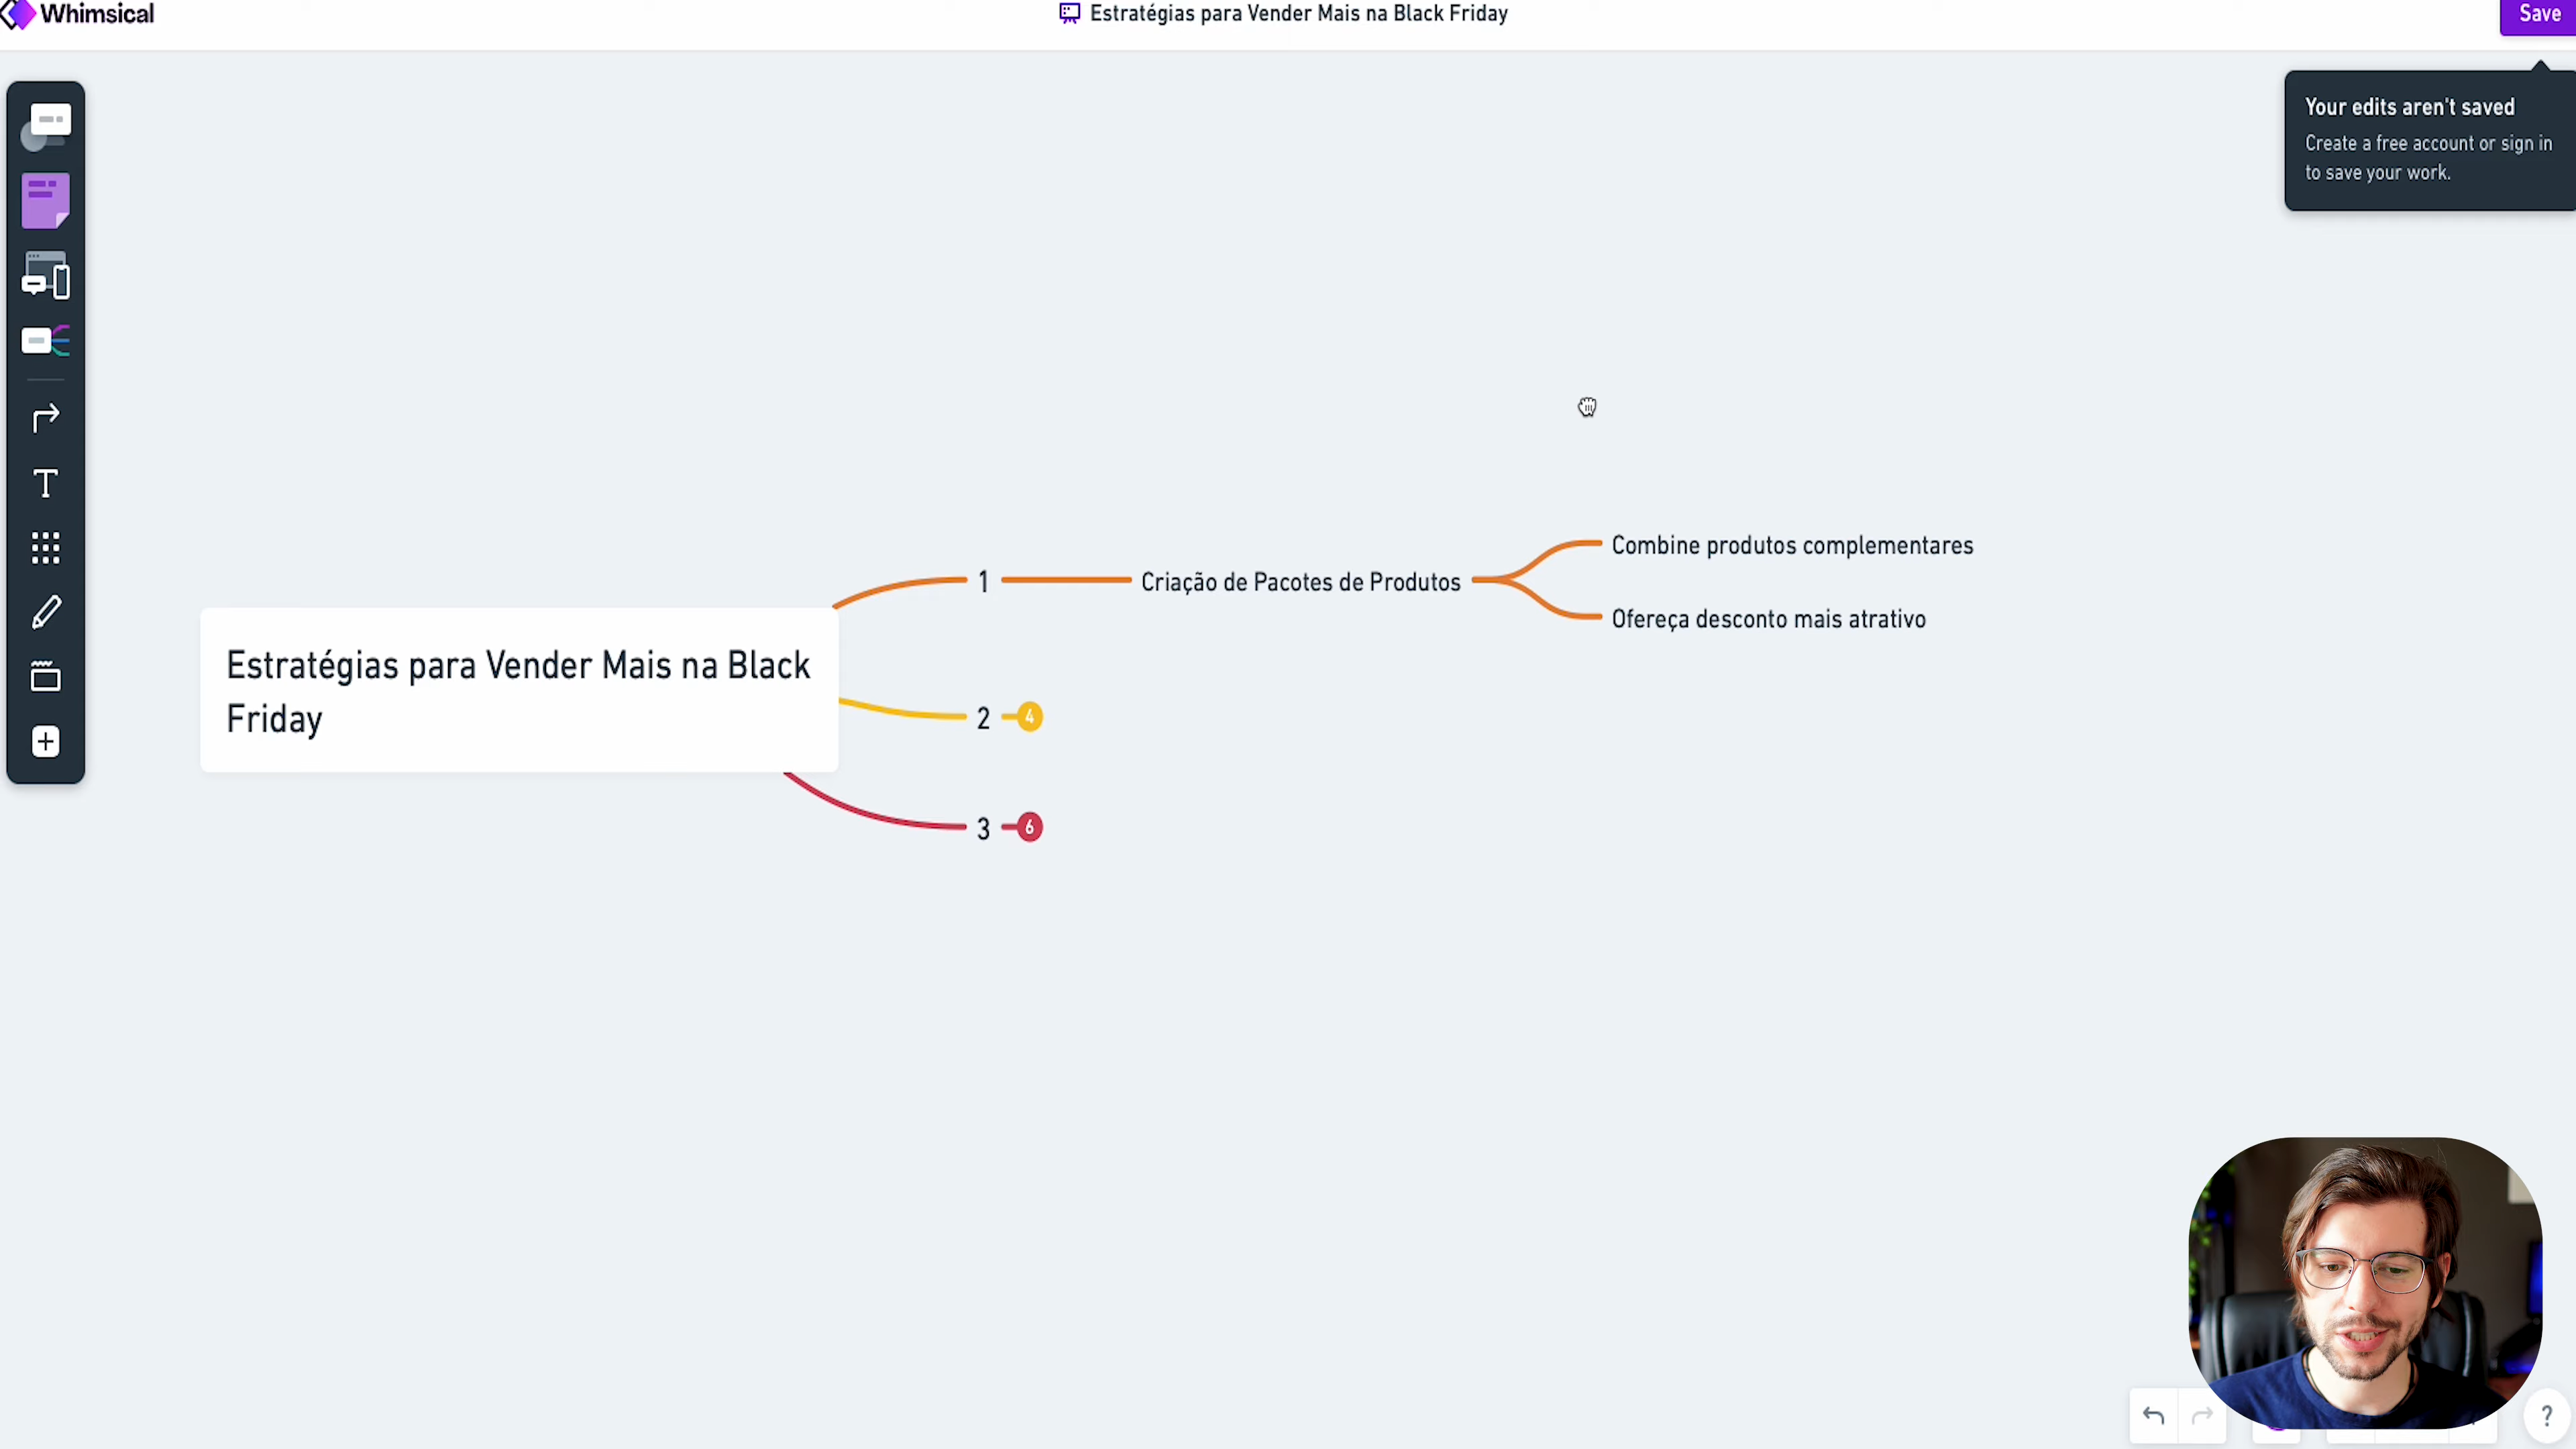 Whimsical
Estratégias para Vender Mais na Black Friday
Save
Your edits aren't saved
Create a free account or sign in
to save your work.
T
Combine produtos complementares
1
Criação de Pacotes de Produtos
Ofereça desconto mais atrativo
Estratégias para Vender Mais na Black
Friday
2
4
3
6
?